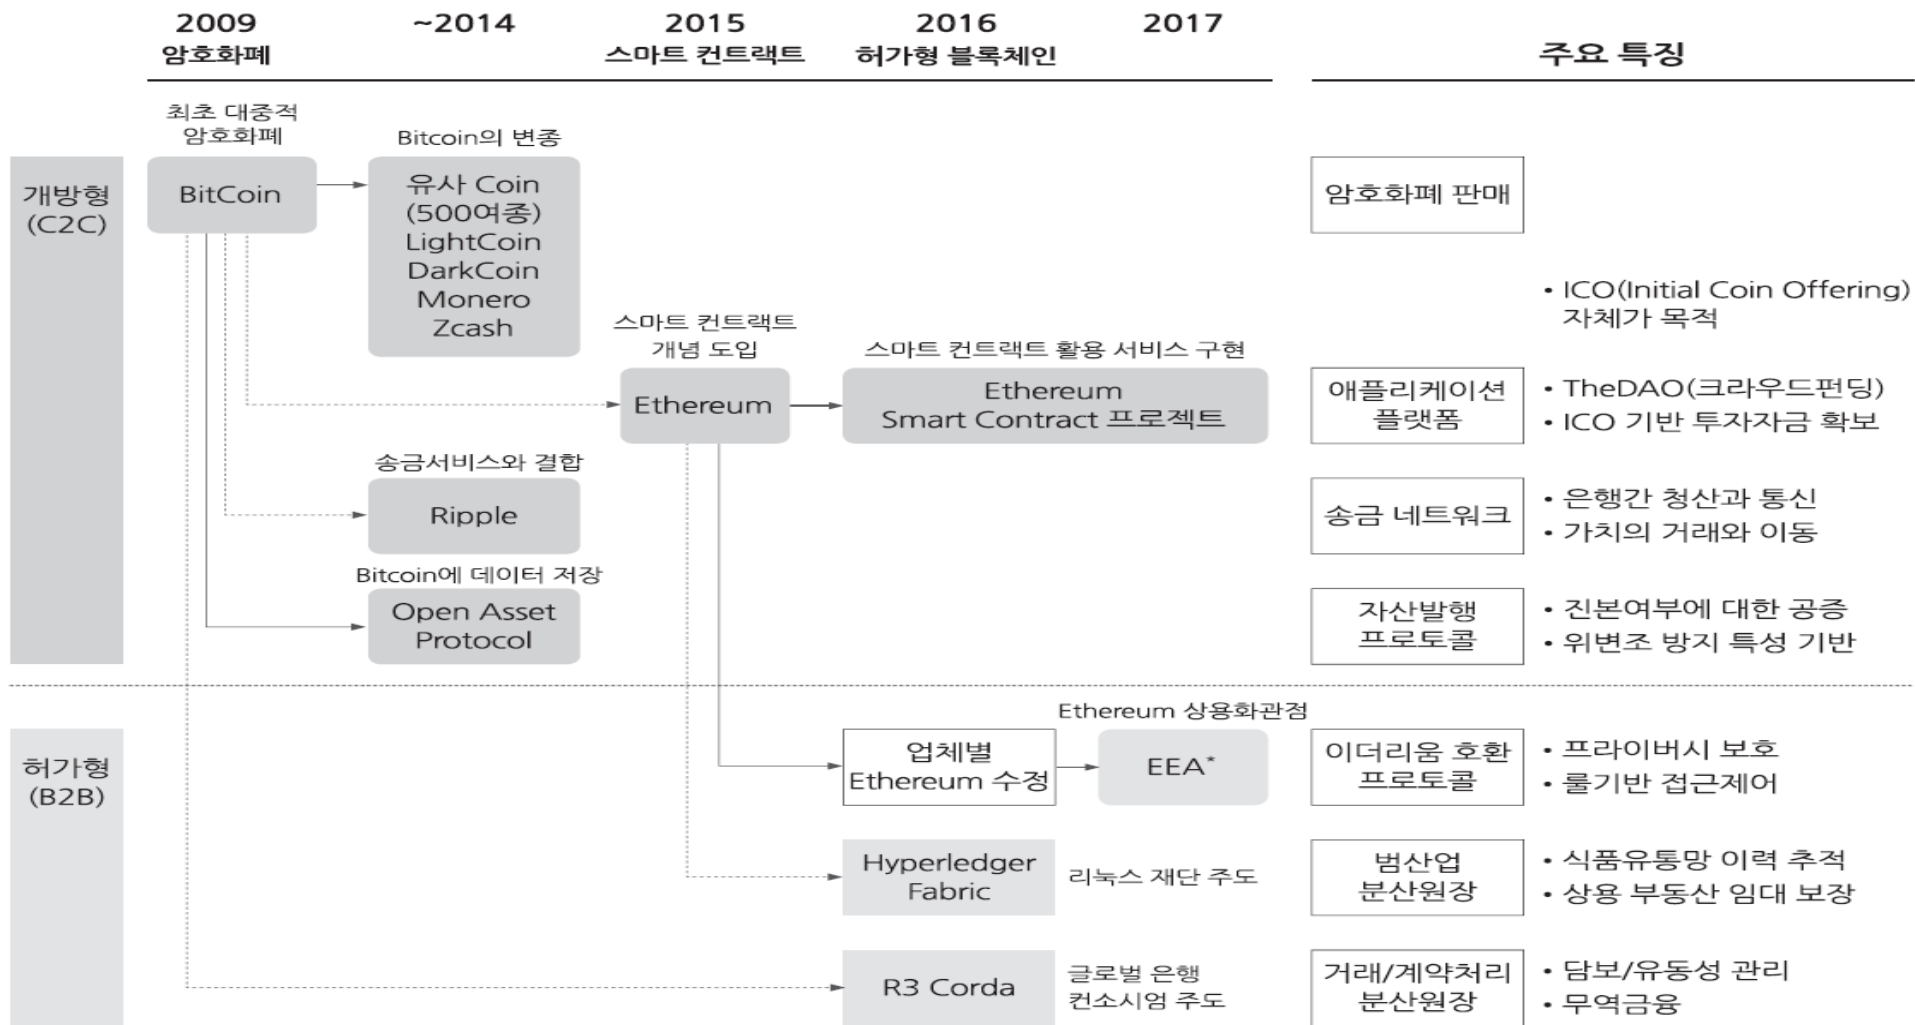 2009
~2014
2015
2016
2017
암호화폐
스마트 컨트랙트
허가형 블록체인
주요 특징
최초 대중적
암호화폐
Bitcoin의 변종
개방형
(C2C)
BitCoin
유사 Coin
(500여종)
LightCoin
DarkCoin
Monero
Zcash
암호화폐 판매
• ICO(Initial Coin Offering)
자체가 목적
스마트 컨트랙트
개념 도입
스마트 컨트랙트 활용 서비스 구현
Ethereum
Ethereum
Smart Contract 프로젝트
애플리케이션
플랫폼
• TheDAO(크라우드펀딩)
• ICO 기반 투자자금 확보
송금서비스와 결합
Ripple
송금 네트워크
• 은행간 청산과 통신
• 가치의 거래와 이동
Bitcoin에 데이터 저장
Open Asset
Protocol
자산발행
프로토콜
• 진본여부에 대한 공증
• 위변조 방지 특성 기반
허가형
(B2B)
Ethereum 상용화관점
업체별
Ethereum 수정
EEA*
이더리움 호환
프로토콜
• 프라이버시 보호
• 룰기반 접근제어
Hyperledger
Fabric
리눅스 재단 주도
범산업
분산원장
• 식품유통망 이력 추적
• 상용 부동산 임대 보장
R3 Corda
글로벌 은행
컨소시엄 주도
거래/계약처리
분산원장
• 담보/유동성 관리
• 무역금융